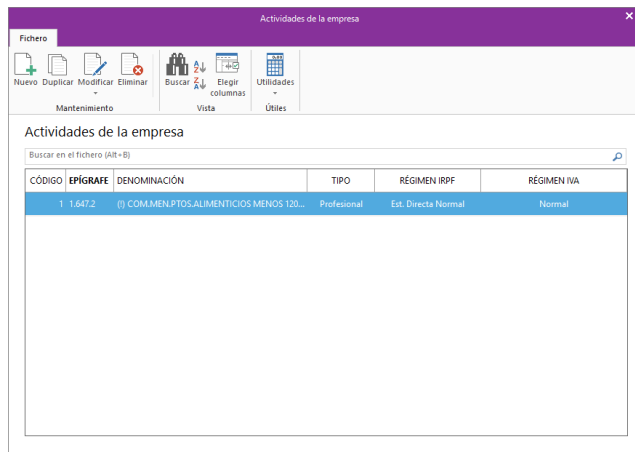 Actividades de la empresa
Fichero
Nuevo Duplicar Modificar Eliminar Buscar Elegir columnas Utilidades
Mantenimiento Vista Útiles
Actividades de la empresa
Buscar en el fichero (Alt+B)
CÓDIGO EPÍGRAFE DENOMINACIÓN TIPO RÉGIMEN IRPF RÉGIMEN IVA
1 1.647.2 (!) COM.MEN.PTOS.ALIMENTICIOS MENOS 120... Profesional Est. Directa Normal Normal